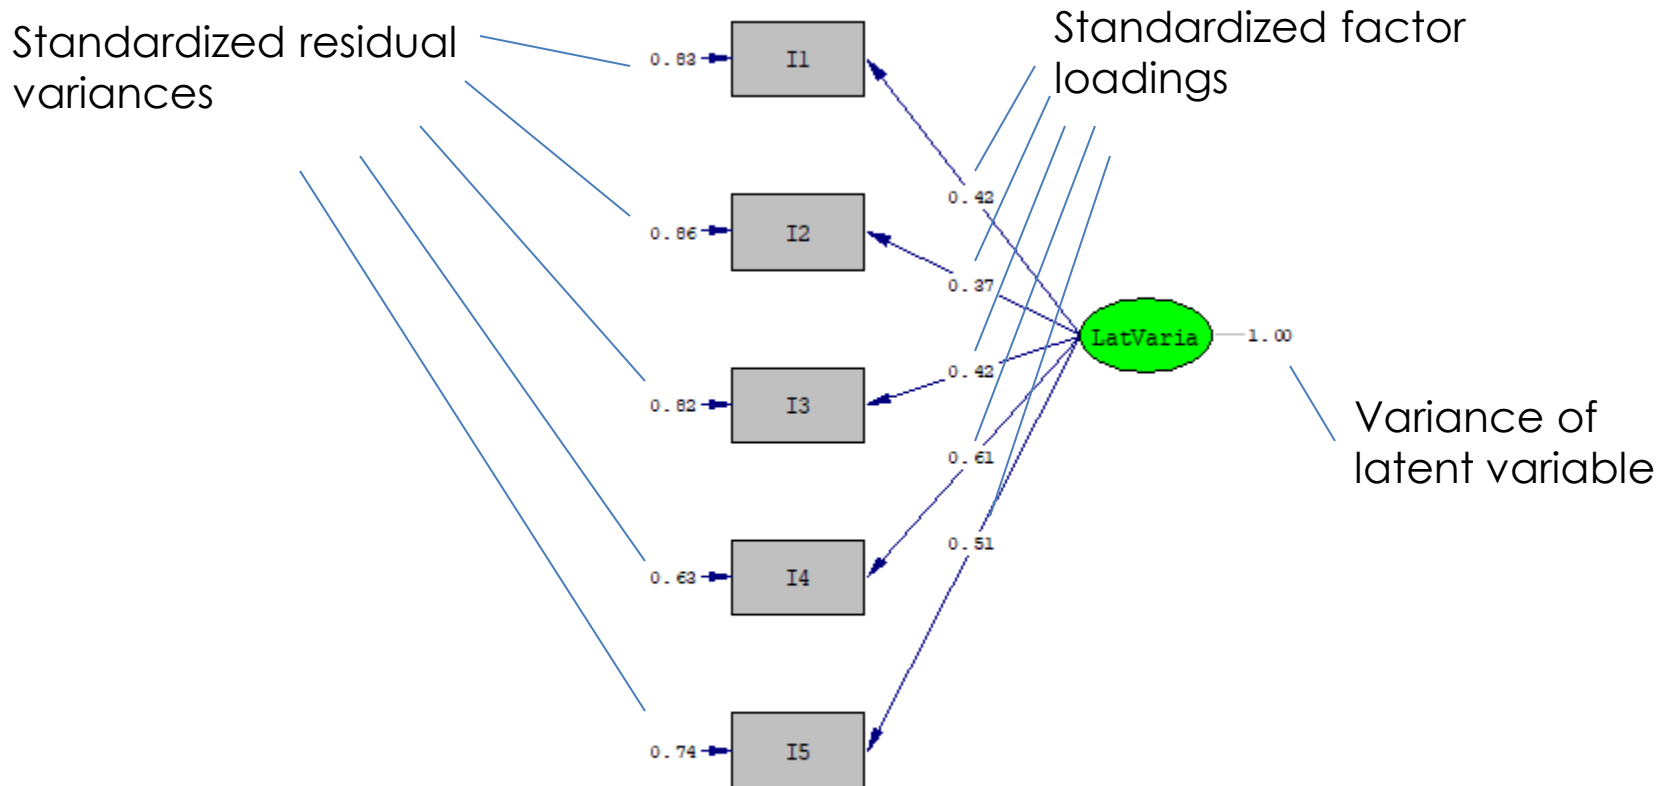 Standardized residual
variances
Standardized factor
loadings
0.83
I1
0.42
0.86
I2
0.37
LatVaria
1.00
0.82
I3
0.42
Variance of
latent variable
0.61
0.63
I4
0.51
0.74
I5